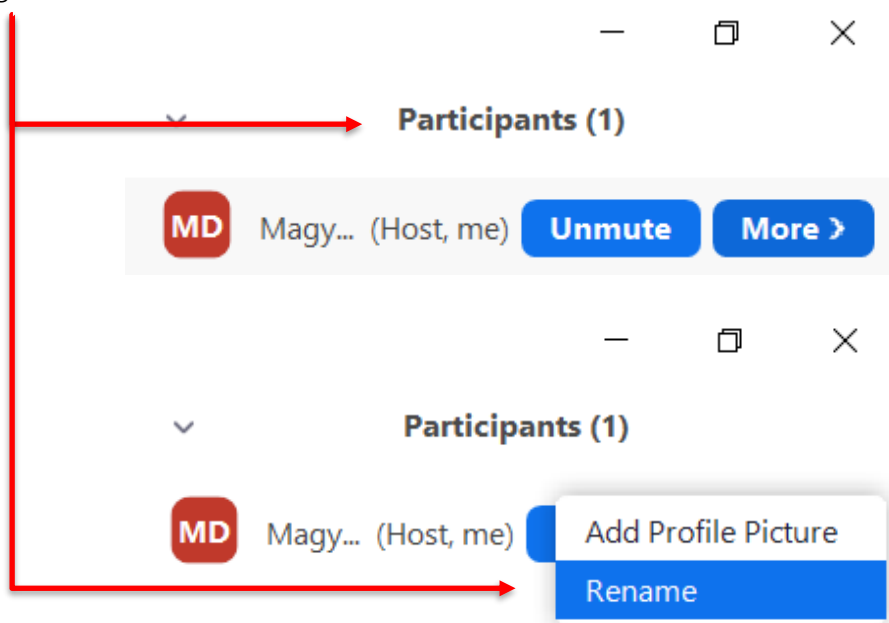 Participants (1)
MD Magy... (Host, me) Unmute More
Participants (1)
MD Magy... (Host, me) Add Profile Picture
Rename